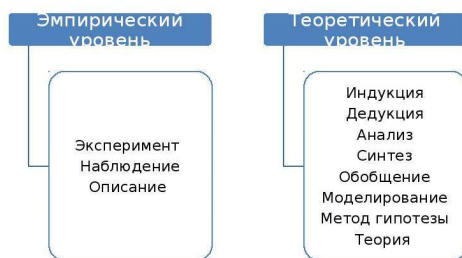 Эмпирический
уровень
Эксперимент
Наблюдение
Описание
Теоретический
уровень
Индукция
Дедукция
Анализ
Синтез
Обобщение
Моделирование
Метод гипотезы
Теория